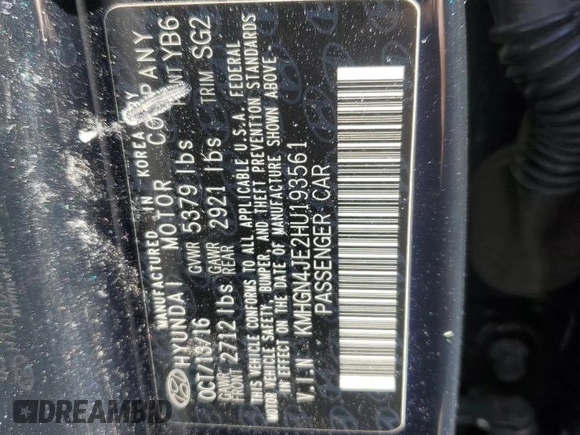 MANUFACTURED IN KOREA BY
HYUNDAI MOTOR COMPANY
OCT/13/16 GVWR 5379 lbs PAINT YB6
GAWR FRONT 2712 lbs GAWR REAR 2921 lbs TRIM SG2
THIS VEHICLE CONFORMS TO ALL APPLICABLE U.S.A. FEDERAL
MOTOR VEHICLE SAFETY, BUMPER, AND THEFT PREVENTION STANDARDS
IN EFFECT ON THE DATE OF MANUFACTURE SHOWN ABOVE.
V.I.N KMHGN4JE2HU193561
PASSENGER CAR
DREAMBID